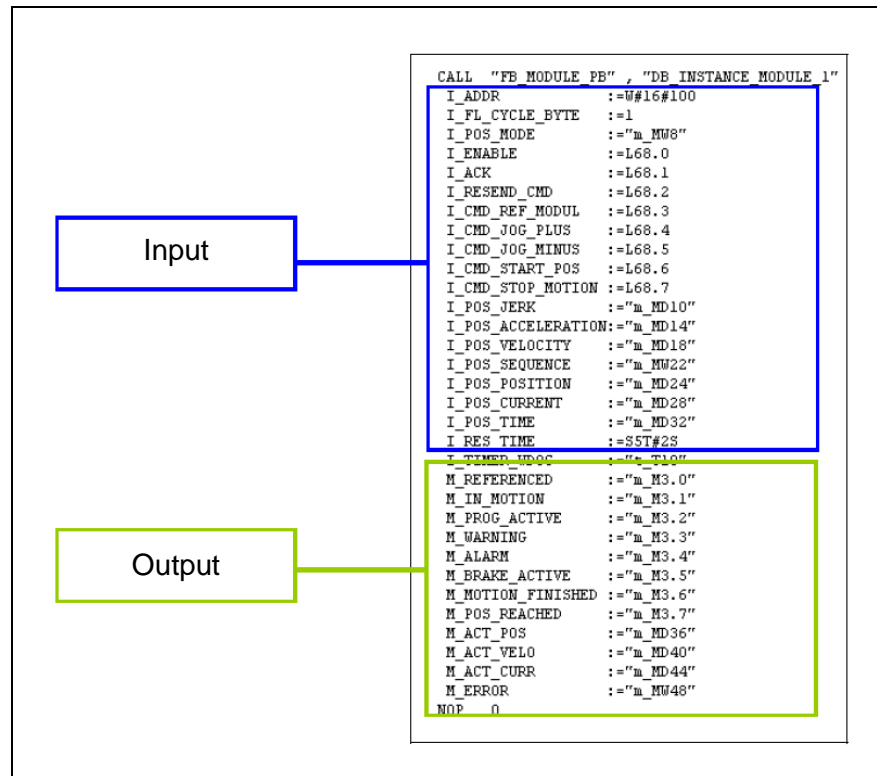 CALL "FB_MODULE_PB" , "DB_INSTANCE_MODULE_1"
I_ADDR :=W#16#100
I_FL_CYCLE_BYTE :=1
I_POS_MODE :="m_MW8"
I_ENABLE :=L68.0
I_ACK :=L68.1
I_RESEND_CMD :=L68.2
I_CMD_REF_MODUL :=L68.3
I_CMD_JOG_PLUS :=L68.4
I_CMD_JOG_MINUS :=L68.5
I_CMD_START_POS :=L68.6
I_CMD_STOP_MOTION :=L68.7
I_POS_JERK :="m_MD10"
I_POS_ACCELERATION:="m_MD14"
I_POS_VELOCITY :="m_MD18"
I_POS_SEQUENCE :="m_MW22"
I_POS_POSITION :="m_MD24"
I_POS_CURRENT :="m_MD28"
I_POS_TIME :="m_MD32"
I_RES_TIME :=S5T#2S
I_TIMER_WDOG
M_REFERENCED :="m_M3.0"
M_IN_MOTION :="m_M3.1"
M_PROG_ACTIVE :="m_M3.2"
M_WARNING :="m_M3.3"
M_ALARM :="m_M3.4"
M_BRAKE_ACTIVE :="m_M3.5"
M_MOTION_FINISHED :="m_M3.6"
M_POS_REACHED :="m_M3.7"
M_ACT_POS :="m_MD36"
M_ACT_VELO :="m_MD40"
M_ACT_CURR :="m_MD44"
M_ERROR :="m_MW48"
NOP 0
Input
Output